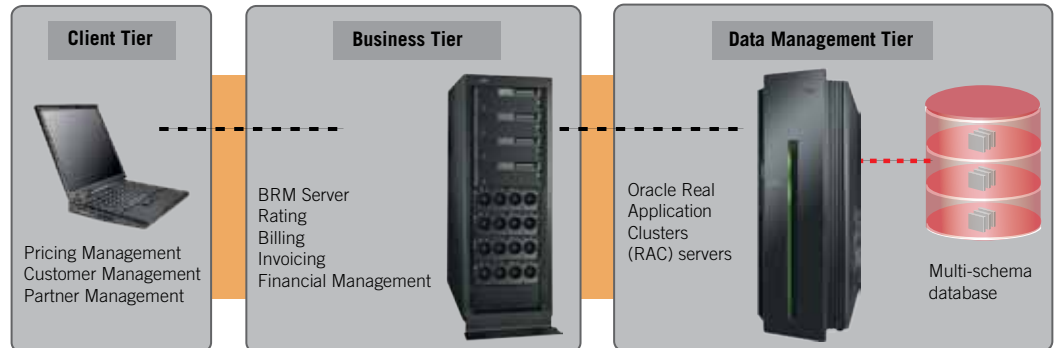 Client Tier
Pricing Management
Customer Management
Partner Management
Business Tier
BRM Server
Rating
Billing
Invoicing
Financial Management
Data Management Tier
Oracle Real
Application
Clusters
(RAC) servers
Multi-schema
database